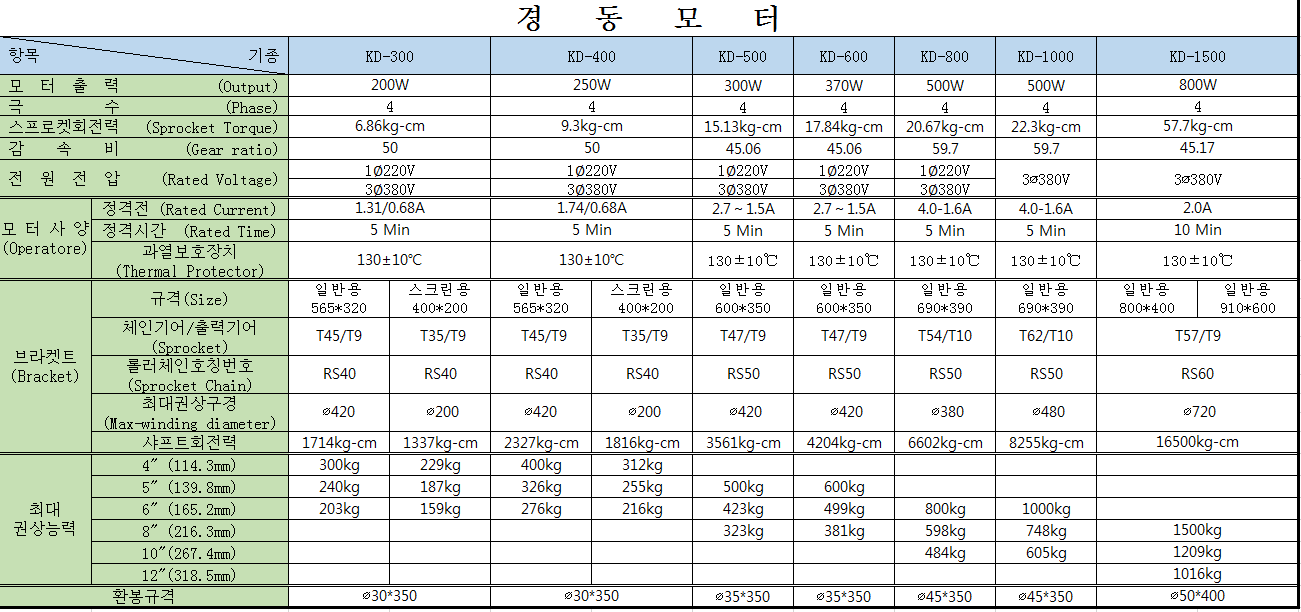 경 동 모 터
항목 기종 KD-300 KD-400 KD-500 KD-600 KD-800 KD-1000 KD-1500
모 터 출 력 (Output) 200W 250W 300W 370W 500W 500W 800W
극 수 (Phase) 4 4 4 4 4 4 4
스프로켓회전력 (Sprocket Torque) 6.86kg-cm 9.3kg-cm 15.13kg-cm 17.84kg-cm 20.67kg-cm 22.3kg-cm 57.7kg-cm
감 속 비 (Gear ratio) 50 50 45.06 45.06 59.7 59.7 45.17
전 원 전 압 (Rated Voltage) 1Ø220V 1Ø220V 1Ø220V 1Ø220V 1Ø220V 3ø380V 3ø380V
3Ø380V 3Ø380V 3Ø380V 3Ø380V 3Ø380V
모 터 사 양 (Operatore)
정격전 (Rated Current) 1.31/0.68A 1.74/0.68A 2.7～1.5A 2.7～1.5A 4.0-1.6A 4.0-1.6A 2.0A
정격시간 (Rated Time) 5 Min 5 Min 5 Min 5 Min 5 Min 5 Min 10 Min
과열보호장치
(Thermal Protector) 130±10℃ 130±10℃ 130±10℃ 130±10℃ 130±10℃ 130±10℃ 130±10℃
브라켓트
(Bracket)
규격(Size) 일반용 스크린용 일반용 스크린용 일반용 일반용 일반용 일반용 일반용 일반용
565*320 400*200 565*320 400*200 600*350 600*350 690*390 690*390 800*400 910*600
체인기어/출력기어
(Sprocket) T45/T9 T35/T9 T45/T9 T35/T9 T47/T9 T47/T9 T54/T10 T62/T10 T57/T9
롤러체인호칭번호
(Sprocket Chain) RS40 RS40 RS40 RS40 RS50 RS50 RS50 RS50 RS60
최대권상구경
(Max-winding diameter) ø420 ø200 ø420 ø200 ø420 ø420 ø380 ø480 ø720
샤프트회전력 1714kg-cm 1337kg-cm 2327kg-cm 1816kg-cm 3561kg-cm 4204kg-cm 6602kg-cm 8255kg-cm 16500kg-cm
최대
권상능력
4″ (114.3mm) 300kg 229kg 400kg 312kg
5″ (139.8mm) 240kg 187kg 326kg 255kg 500kg 600kg
6″ (165.2mm) 203kg 159kg 276kg 216kg 423kg 499kg 800kg 1000kg
8″ (216.3mm) 323kg 381kg 598kg 748kg 1500kg
10″(267.4mm) 484kg 605kg 1209kg
12″(318.5mm) 1016kg
환봉규격 ø30*350 ø30*350 ø35*350 ø35*350 ø45*350 ø45*350 ø50*400